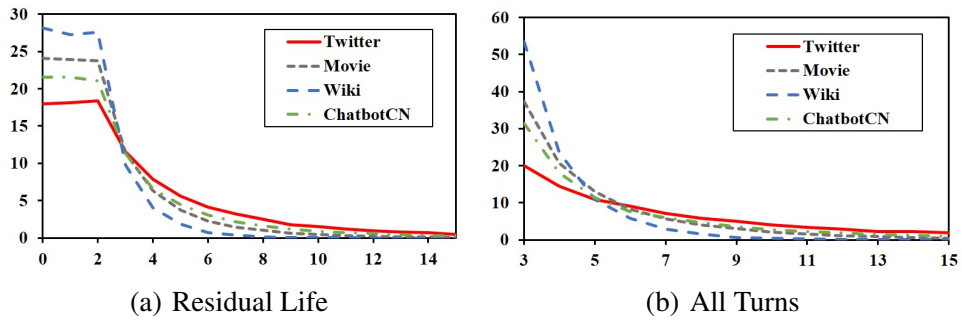 30
25
20
15
10
5
0
0 2 4 6 8 10 12 14
Twitter
Movie
Wiki
ChatbotCN
(a) Residual Life
60
50
40
30
20
10
0
3 5 7 9 11 13 15
Twitter
Movie
Wiki
ChatbotCN
(b) All Turns